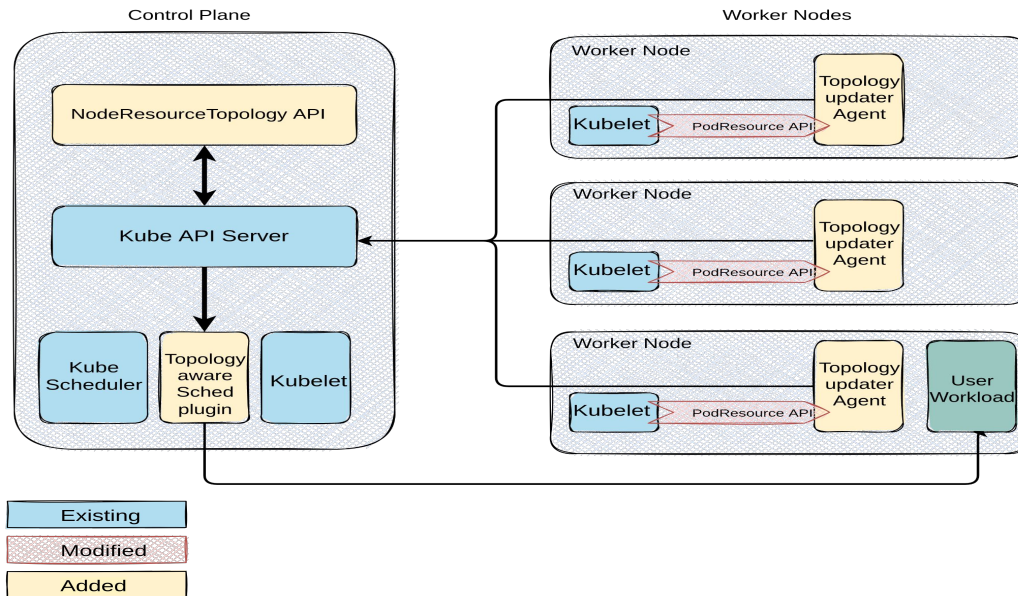 Control Plane
NodeResourceTopology API
Kube API Server
Kube
Scheduler
Topology
aware
Sched
plugin
Kubelet
Worker Nodes
Worker Node
Kubelet
PodResource API
Topology
updater
Agent
Worker Node
Kubelet
PodResource API
Topology
updater
Agent
Worker Node
Kubelet
PodResource API
Topology
updater
Agent
User
Workload
Existing
Modified
Added